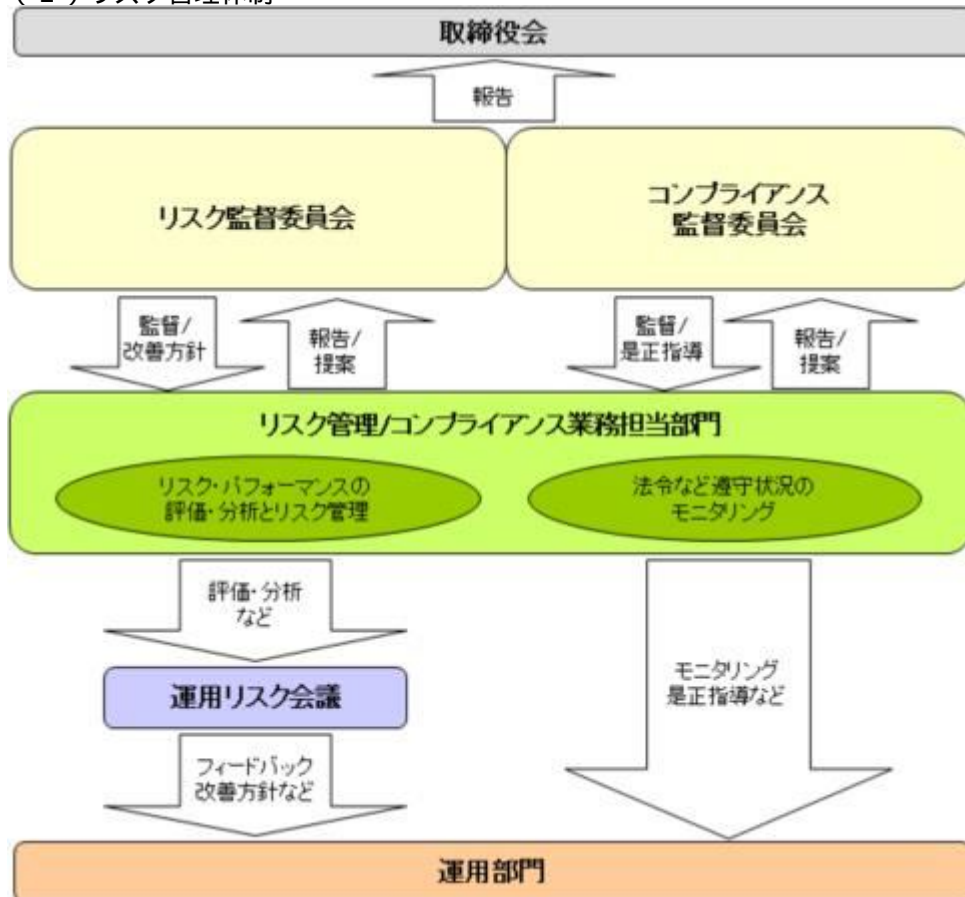 リスク管理体制
取締役会
報告
リスク監督委員会
コンプライアンス
監督委員会
監督/
改善方針
報告/
提案
監督/
是正指導
報告/
提案
リスク管理/コンプライアンス業務担当部門
リスク・パフォーマンスの
評価・分析とリスク管理
法令など遵守状況の
モニタリング
評価・分析
など
運用リスク会議
モニタリング
是正指導など
フィードバック
改善方針など
運用部門